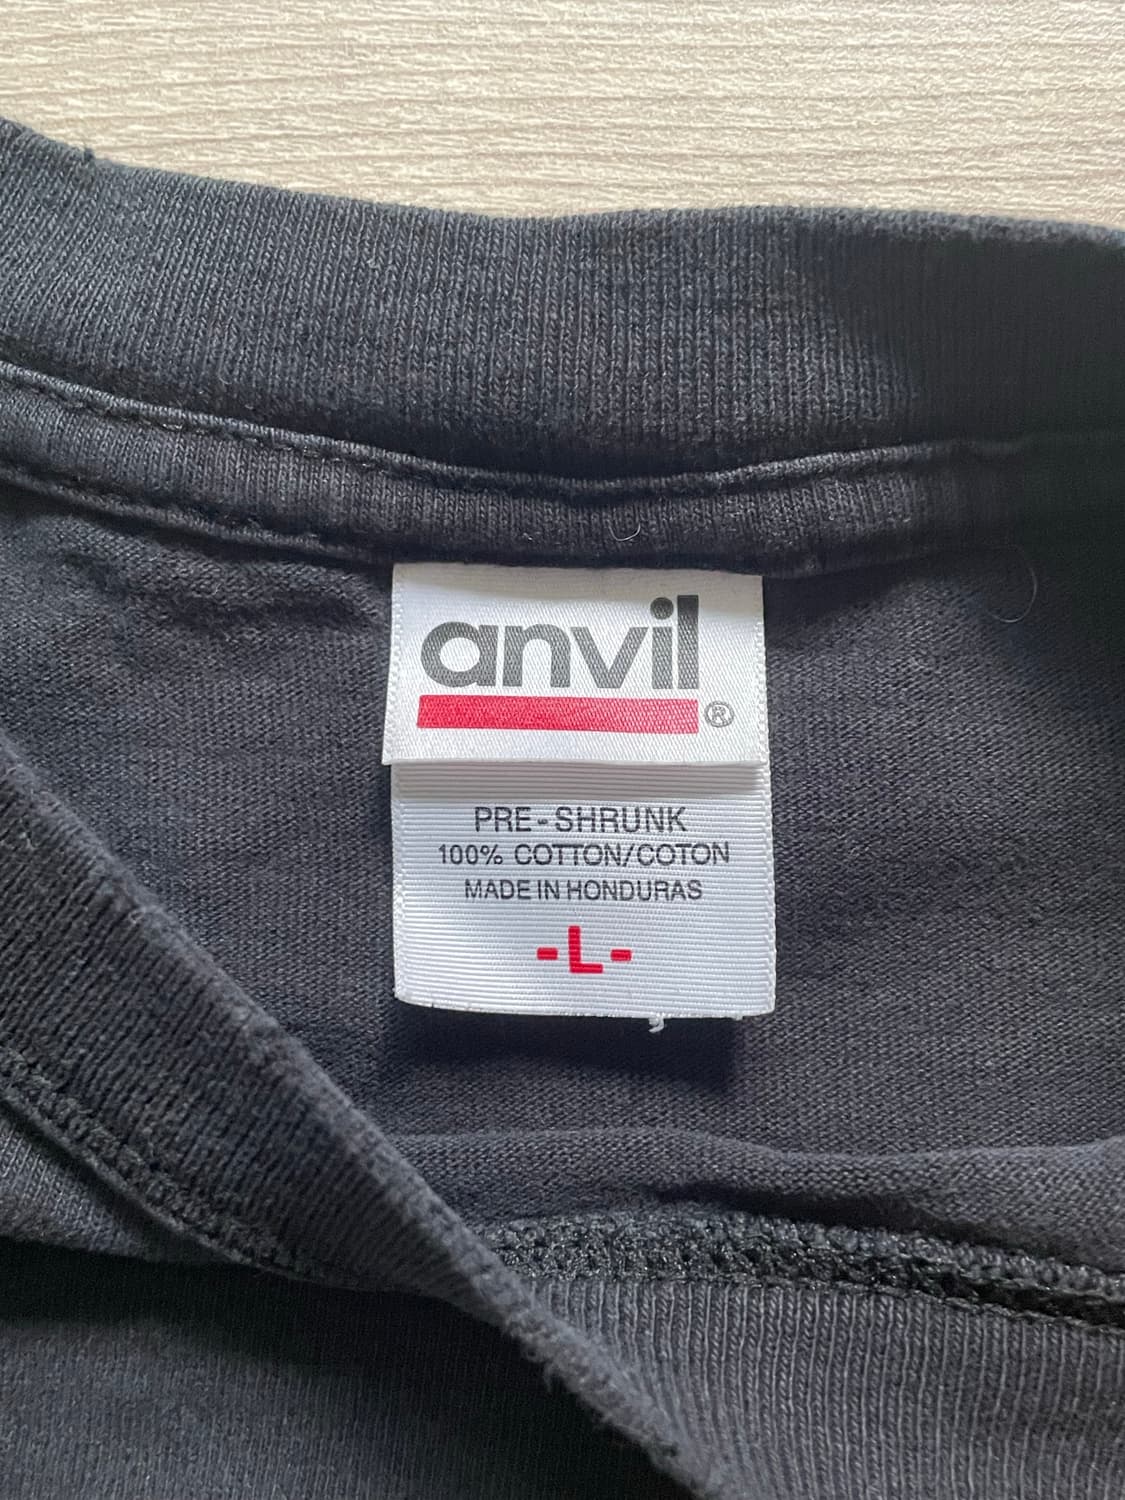 anvil®
PRE-SHRUNK
100% COTTON/COTON
MADE IN HONDURAS
-L-